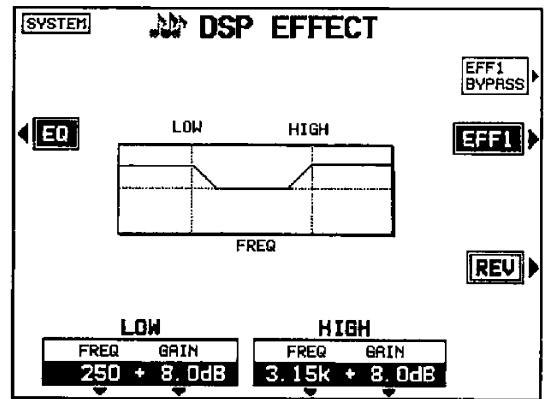 SYSTEM
DSP EFFECT
EFF1
BYPASS
EQ
LOW HIGH
EFF1
FREQ
REV
LOW HIGH
FREQ GAIN FREQ GAIN
250 + 8.0dB 3.15k + 8.0dB